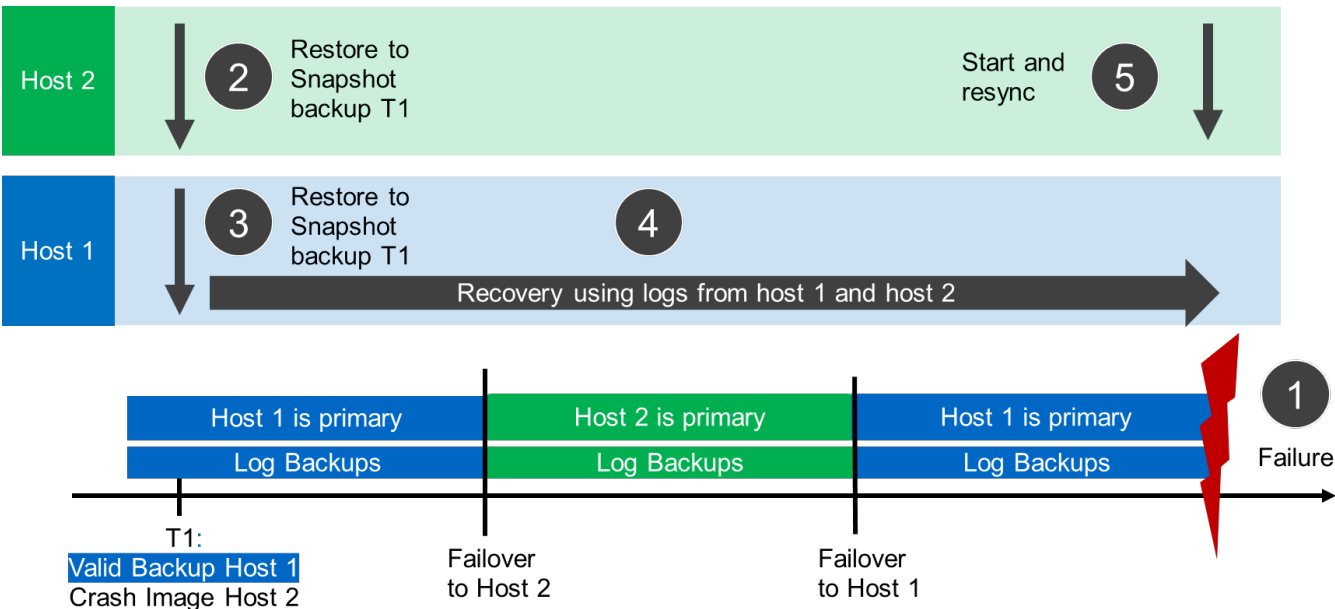 Host 2
2
Restore to
Snapshot
backup T1
Start and
resync
5
Host 1
3
Restore to
Snapshot
backup T1
4
Recovery using logs from host 1 and host 2
1
Failure
Host 1 is primary
Host 2 is primary
Host 1 is primary
Log Backups
Log Backups
Log Backups
T1:
Valid Backup Host 1
Crash Image Host 2
Failover
to Host 2
Failover
to Host 1